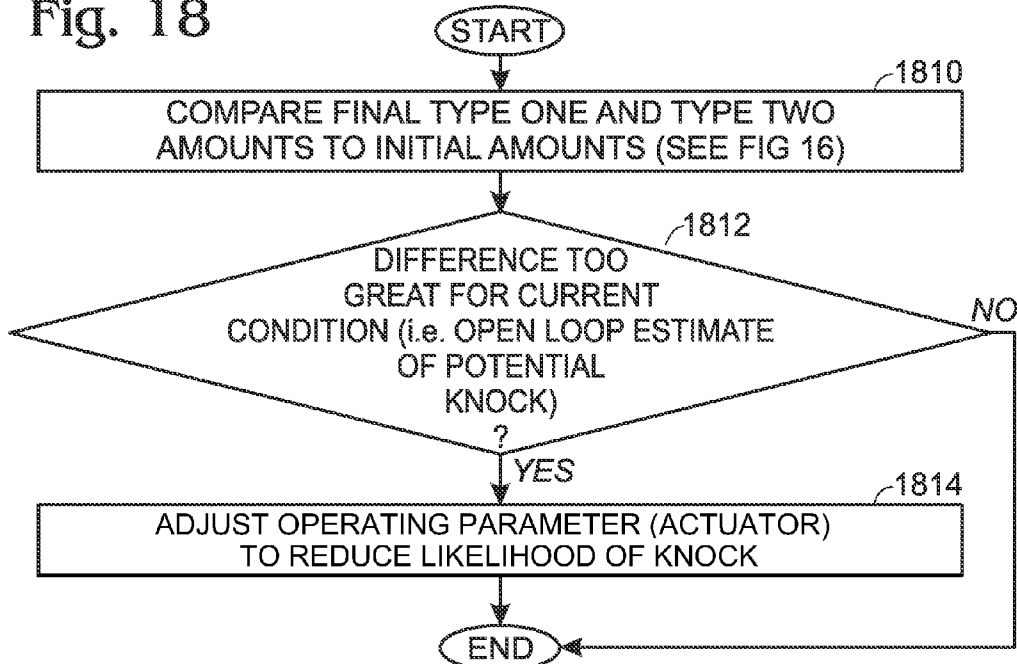 Fig. 18
START
1810
COMPARE FINAL TYPE ONE AND TYPE TWO
AMOUNTS TO INITIAL AMOUNTS (SEE FIG 16)
1812
DIFFERENCE TOO
GREAT FOR CURRENT
CONDITION (i.e. OPEN LOOP ESTIMATE
OF POTENTIAL
KNOCK)
?
NO
YES
1814
ADJUST OPERATING PARAMETER (ACTUATOR)
TO REDUCE LIKELIHOOD OF KNOCK
END